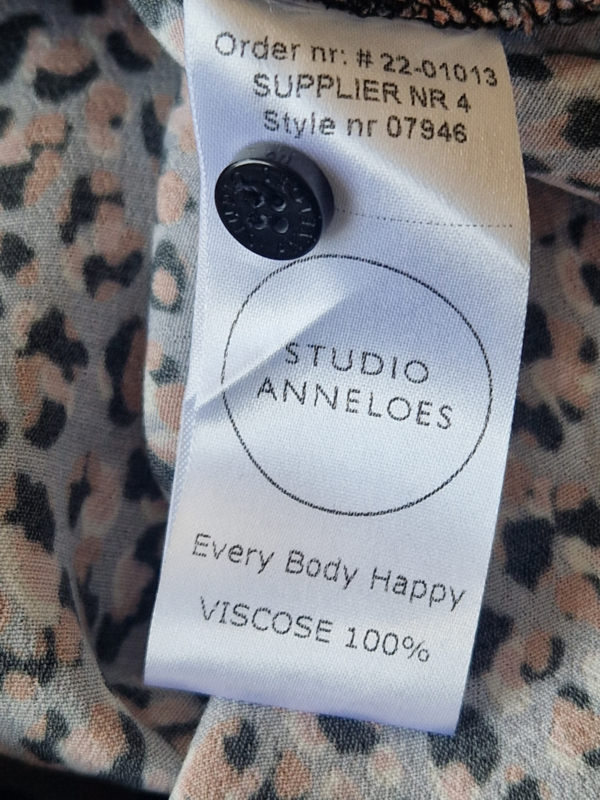 Order nr: # 22-01013
SUPPLIER NR 4
Style nr 07946
STUDIO
ANNELOES
Every Body Happy
VISCOSE 100%